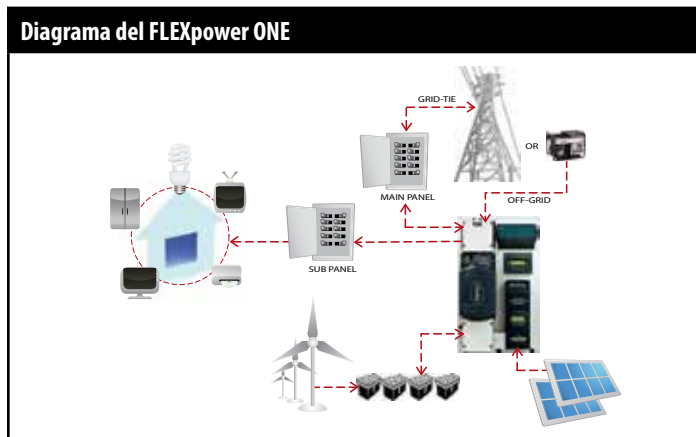 Diagrama del FLEXpower ONE
GRID-TIE
OR
MAIN PANEL
OFF-GRID
SUB PANEL